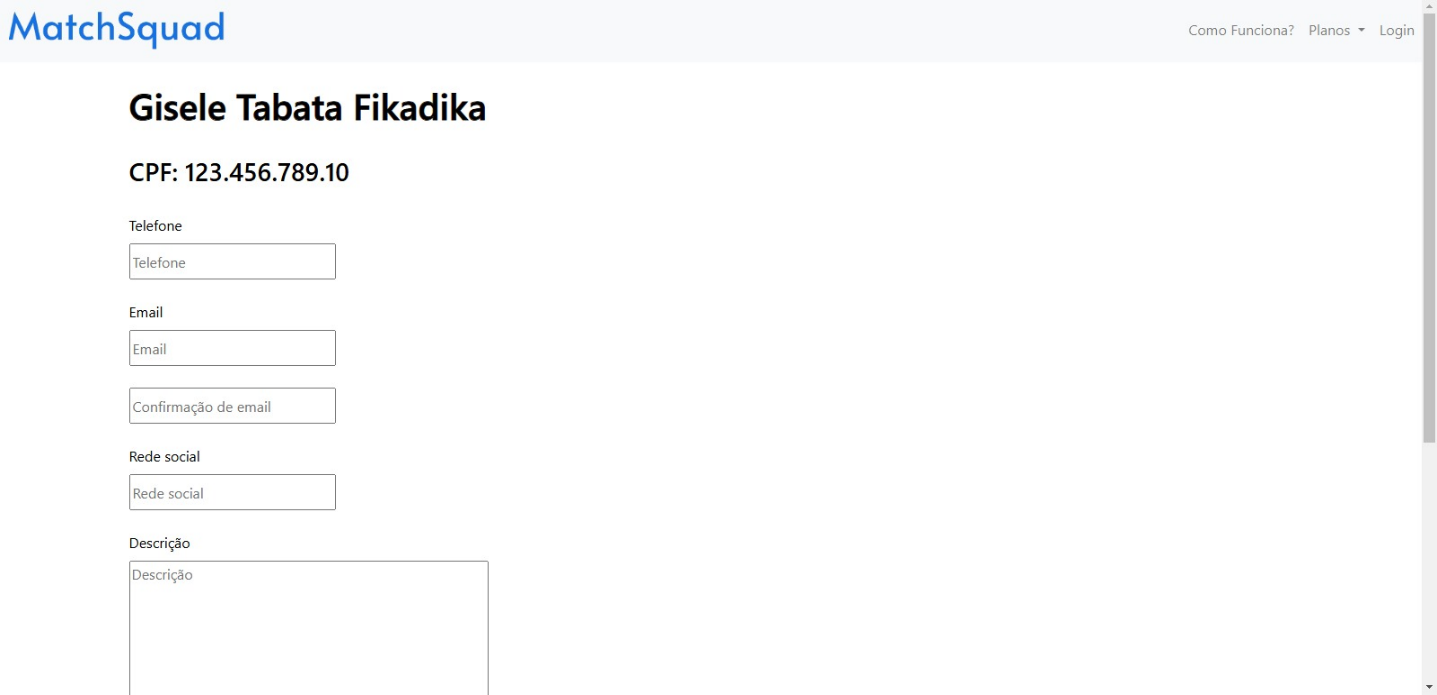 MatchSquad
Como Funciona? Planos Login
Gisele Tabata Fikadika
CPF: 123.456.789.10
Telefone
Telefone
Email
Email
Confirmação de email
Rede social
Rede social
Descrição
Descrição